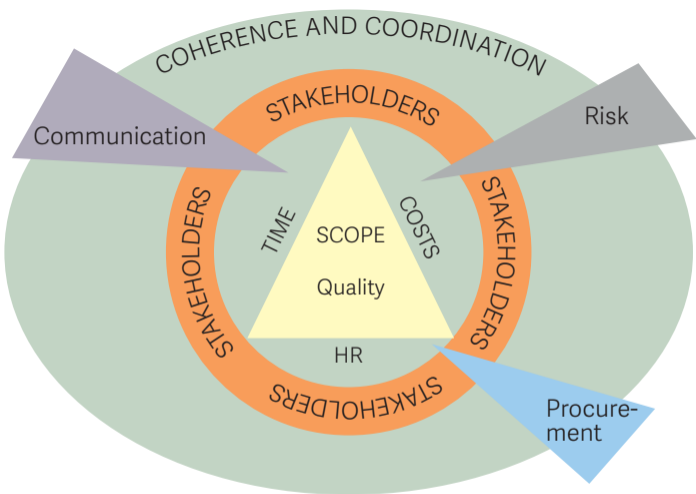 COHERENCE AND COORDINATION
STAKEHOLDERS
Communication
Risk
STAKEHOLDERS
STAKEHOLDERS
TIME
COSTS
SCOPE
Quality
HR
STAKEHOLDERS
Procure-
ment